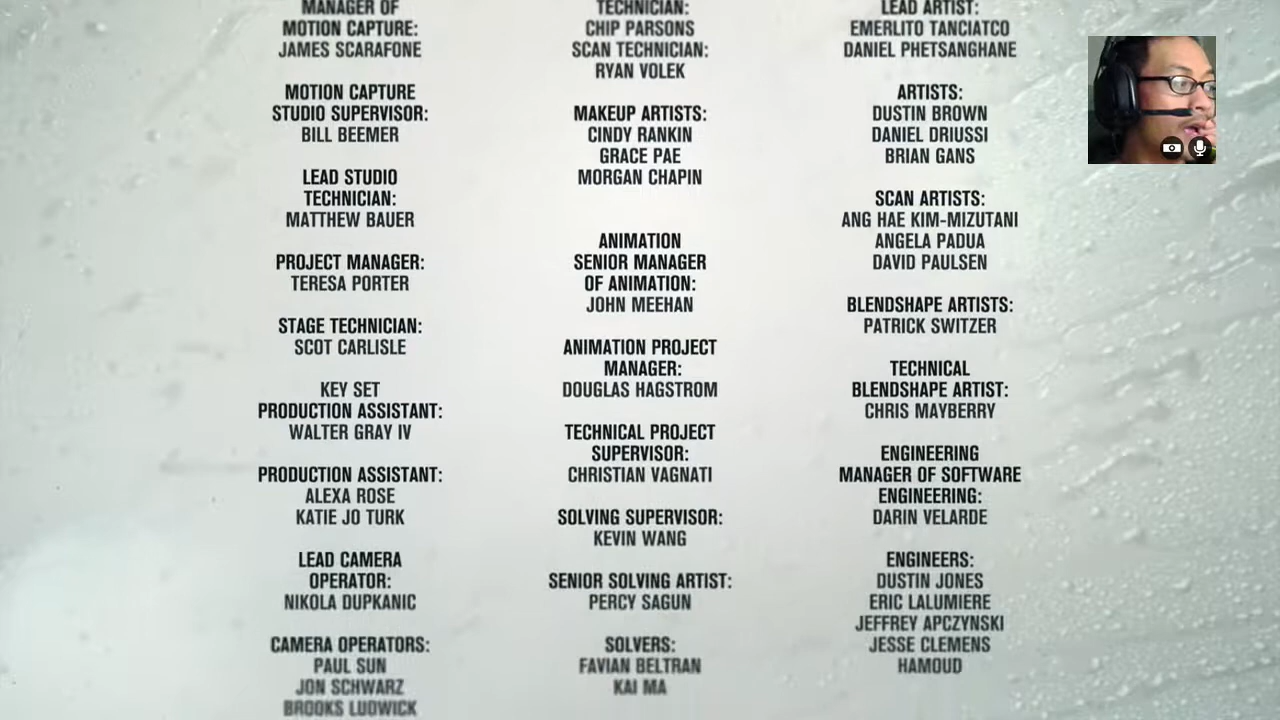 MANAGER OF
MOTION CAPTURE:
JAMES SCARAFONE
MOTION CAPTURE
STUDIO SUPERVISOR:
BILL BEEMER
LEAD STUDIO
TECHNICIAN:
MATTHEW BAUER
PROJECT MANAGER:
TERESA PORTER
STAGE TECHNICIAN:
SCOT CARLISLE
KEY SET
PRODUCTION ASSISTANT:
WALTER GRAY IV
PRODUCTION ASSISTANT:
ALEXA ROSE
KATIE JO TURK
LEAD CAMERA
OPERATOR:
NIKOLA DUPKANIC
CAMERA OPERATORS:
PAUL SUN
JON SCHWARZ
BROOKS LUDWICK
TECHNICIAN:
CHIP PARSONS
SCAN TECHNICIAN:
RYAN VOLEK
MAKEUP ARTISTS:
CINDY RANKIN
GRACE PAE
MORGAN CHAPIN
ANIMATION
SENIOR MANAGER
OF ANIMATION:
JOHN MEEHAN
ANIMATION PROJECT
MANAGER:
DOUGLAS HAGSTROM
TECHNICAL PROJECT
SUPERVISOR:
CHRISTIAN VAGNATI
SOLVING SUPERVISOR:
KEVIN WANG
SENIOR SOLVING ARTIST:
PERCY SAGUN
SOLVERS:
FAVIAN BELTRAN
KAI MA
LEAD ARTIST:
EMERLITO TANCIATCO
DANIEL PHETSANGHANE
ARTISTS:
DUSTIN BROWN
DANIEL DRIUSSI
BRIAN GANS
SCAN ARTISTS:
ANG HAE KIM-MIZUTANI
ANGELA PADUA
DAVID PAULSEN
BLENDSHAPE ARTISTS:
PATRICK SWITZER
TECHNICAL
BLENDSHAPE ARTIST:
CHRIS MAYBERRY
ENGINEERING
MANAGER OF SOFTWARE
ENGINEERING:
DARIN VELARDE
ENGINEERS:
DUSTIN JONES
ERIC LALUMIERE
JEFFREY APCZYNSKI
JESSE CLEMENS
HAMOUD